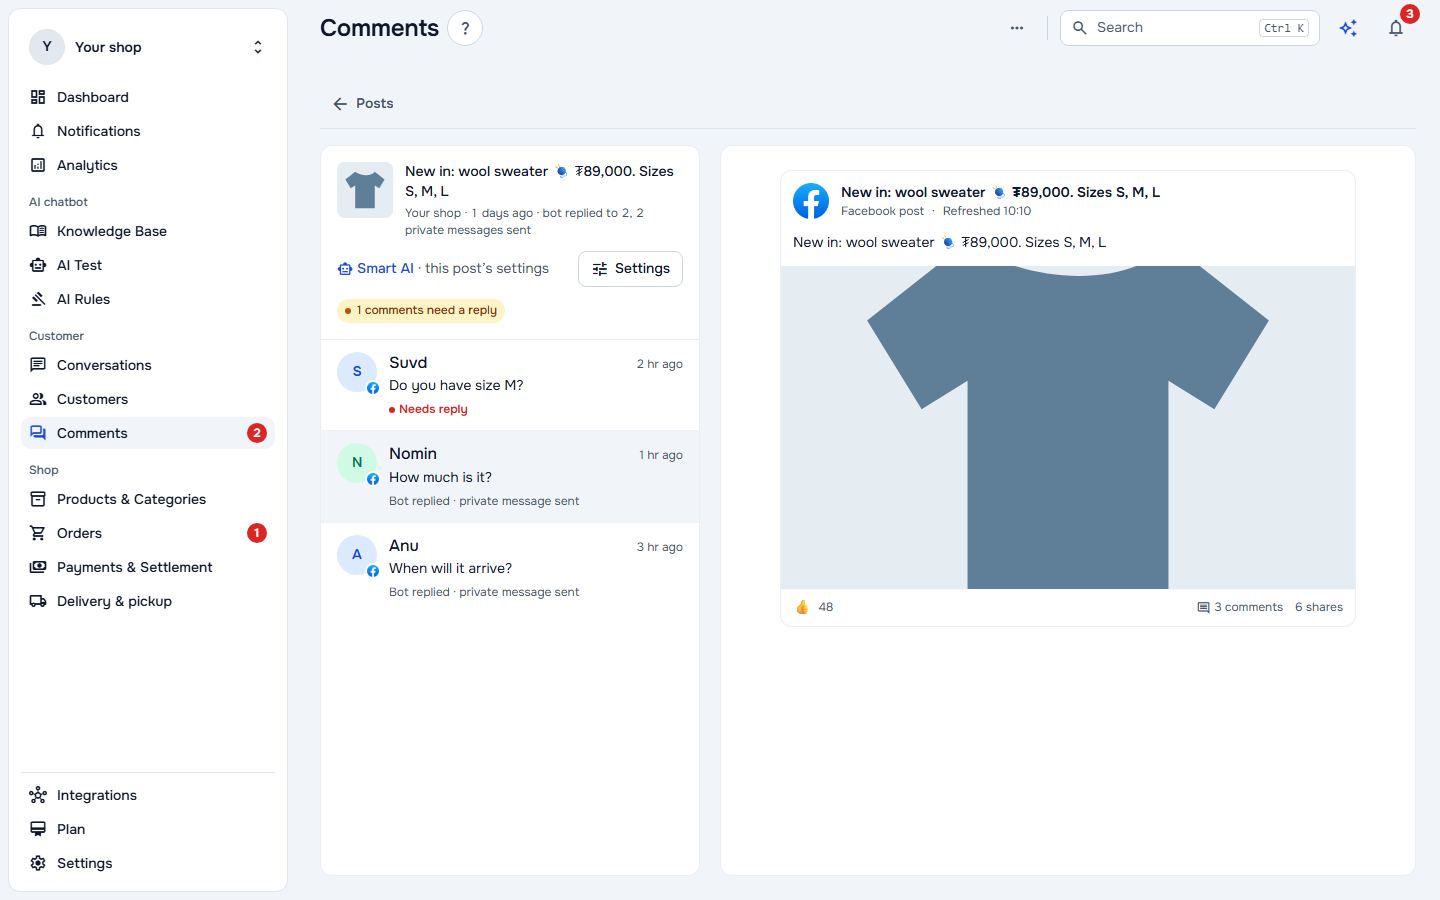 Y Your shop
Dashboard
Notifications
Analytics
AI chatbot
Knowledge Base
AI Test
AI Rules
Customer
Conversations
Customers
Comments 2
Shop
Products & Categories
Orders 1
Payments & Settlement
Delivery & pickup
Integrations
Plan
Settings
Comments ?
Search Ctrl K
3
Posts
New in: wool sweater ₮89,000. Sizes
S, M, L
Your shop · 1 days ago · bot replied to 2, 2
private messages sent
Smart AI · this post's settings
Settings
1 comments need a reply
S Suvd 2 hr ago
Do you have size M?
Needs reply
N Nomin 1 hr ago
How much is it?
Bot replied · private message sent
A Anu 3 hr ago
When will it arrive?
Bot replied · private message sent
New in: wool sweater ₮89,000. Sizes S, M, L
Facebook post · Refreshed 10:10
New in: wool sweater ₮89,000. Sizes S, M, L
👍 48
3 comments 6 shares